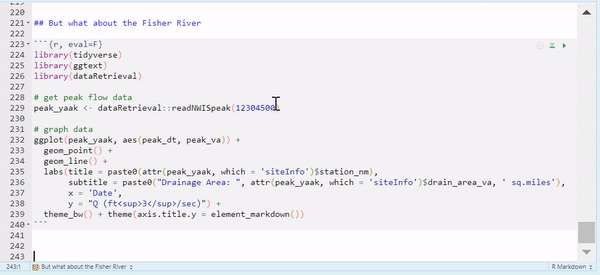 219
220
221 ## But what about the Fisher River
222
223 ```{r, eval=F}
224 library(tidyverse)
225 library(ggtext)
226 library(dataRetrieval)
227
228 # get peak flow data
229 peak_yaak <- dataRetrieval::readNWISpeak(12304500)
230
231 # graph data
232 ggplot(peak_yaak, aes(peak_dt, peak_va)) +
233 geom_point() +
234 geom_line() +
235 labs(title = paste0(attr(peak_yaak, which = 'siteInfo')$station_nm),
236 subtitle = paste0("Drainage Area: ", attr(peak_yaak, which = 'siteInfo')$drain_area_va, ' sq.miles'),
237 x = 'Date',
238 y = "Q (ft<sup>3</sup>/sec)") +
239 theme_bw() + theme(axis.title.y = element_markdown())
240 ```
241
242
243
243:1 But what about the Fisher River R Markdown